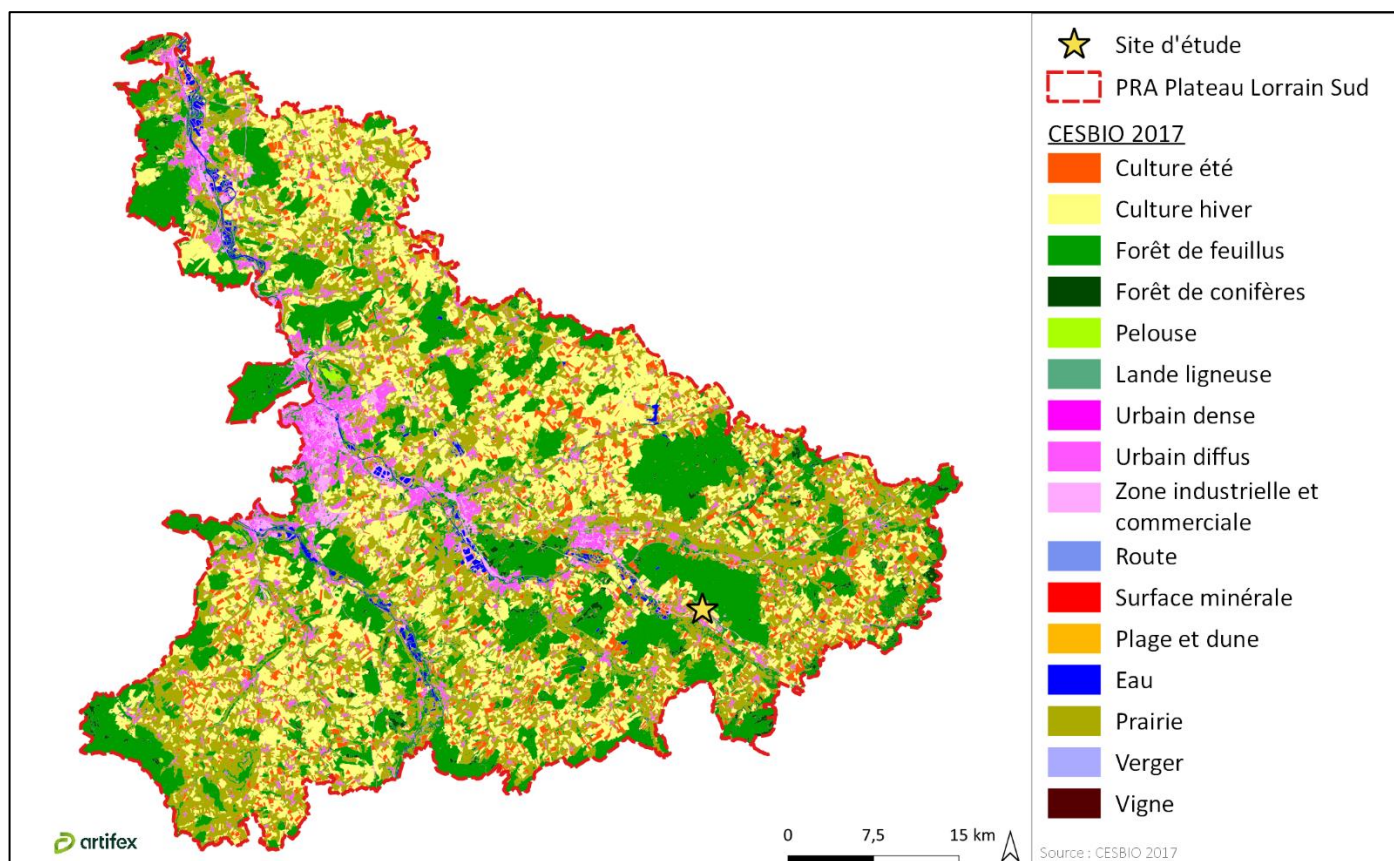 Site d'étude
PRA Plateau Lorrain Sud
CESBIO 2017
Culture été
Culture hiver
Forêt de feuillus
Forêt de conifères
Pelouse
Lande ligneuse
Urbain dense
Urbain diffus
Zone industrielle et
commerciale
Route
Surface minérale
Plage et dune
Eau
Prairie
Verger
Vigne
artifex
0 7,5 15 km
Source : CESBIO 2017